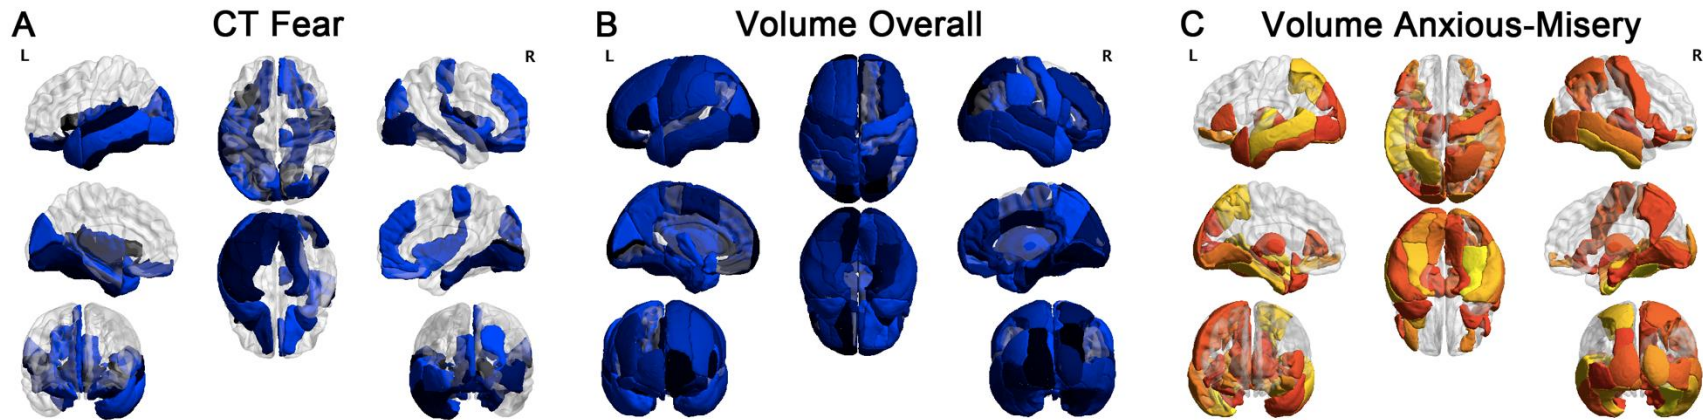 A CT Fear
L R
B Volume Overall
L R
C Volume Anxious-Misery
L R